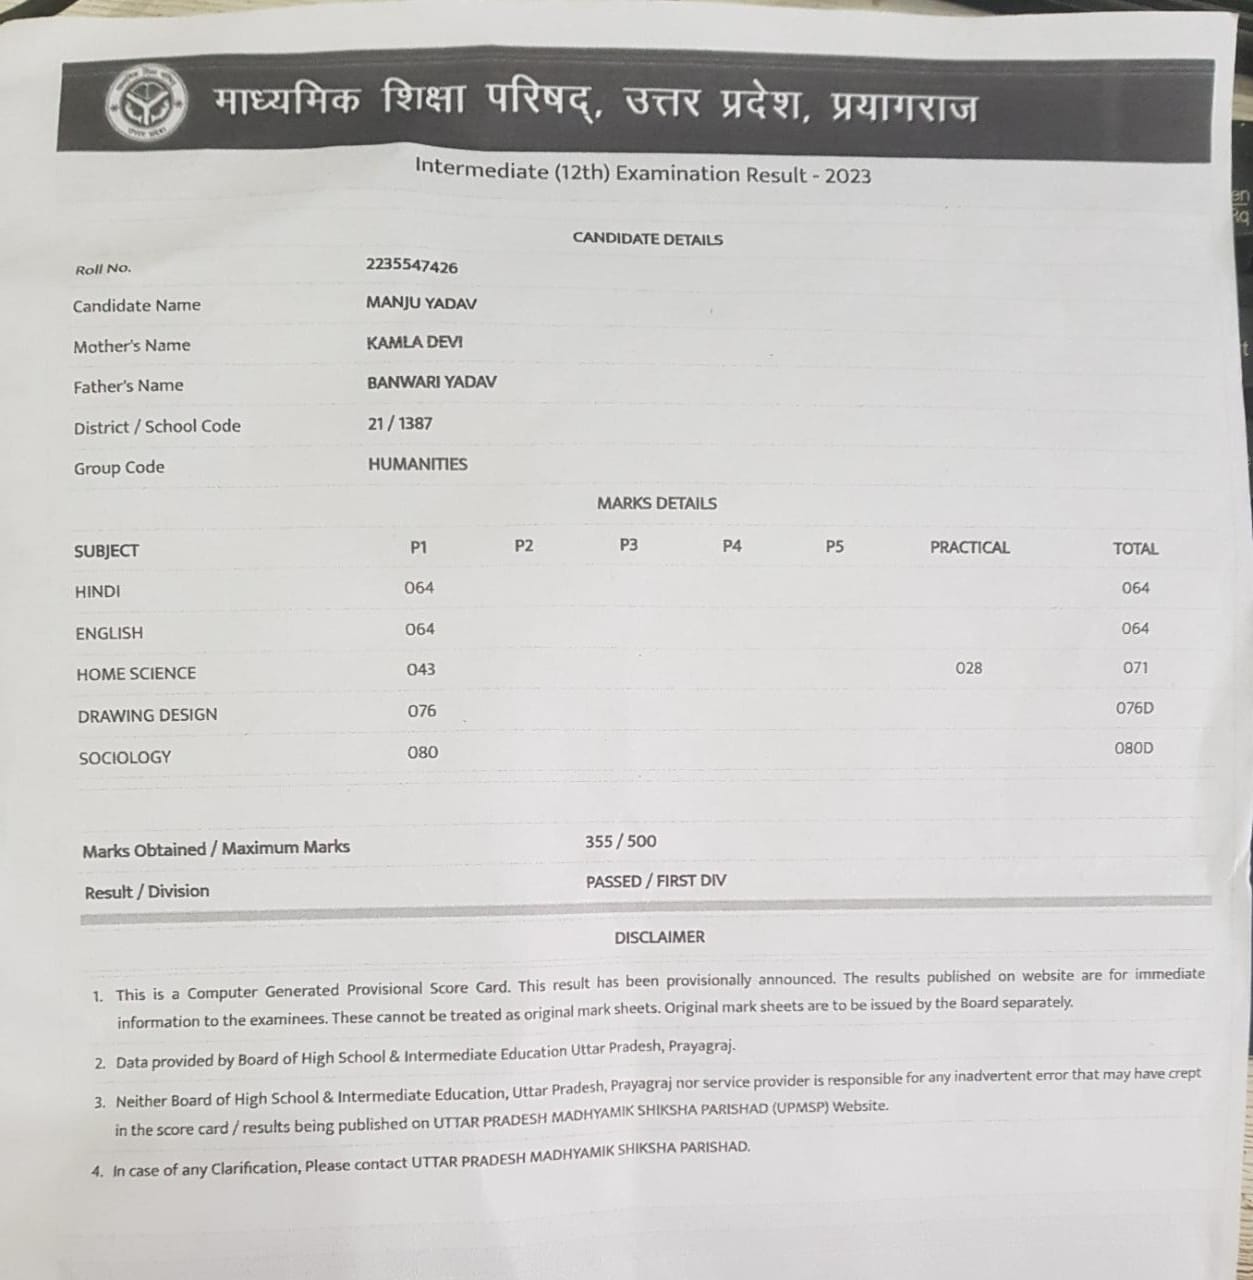 माध्यमिक शिक्षा परिषद्, उत्तर प्रदेश, प्रयागराज
Intermediate (12th) Examination Result - 2023
CANDIDATE DETAILS
Roll No. 2235547426
Candidate Name MANJU YADAV
Mother's Name KAMLA DEVI
Father's Name BANWARI YADAV
District / School Code 21 / 1387
Group Code HUMANITIES
MARKS DETAILS
SUBJECT P1 P2 P3 P4 P5 PRACTICAL TOTAL
HINDI 064 064
ENGLISH 064 064
HOME SCIENCE 043 028 071
DRAWING DESIGN 076 076D
SOCIOLOGY 080 080D
Marks Obtained / Maximum Marks 355 / 500
Result / Division PASSED / FIRST DIV
DISCLAIMER
1. This is a Computer Generated Provisional Score Card. This result has been provisionally announced. The results published on website are for immediate
information to the examinees. These cannot be treated as original mark sheets. Original mark sheets are to be issued by the Board separately.
2. Data provided by Board of High School & Intermediate Education Uttar Pradesh, Prayagraj.
3. Neither Board of High School & Intermediate Education, Uttar Pradesh, Prayagraj nor service provider is responsible for any inadvertent error that may have crept
in the score card / results being published on UTTAR PRADESH MADHYAMIK SHIKSHA PARISHAD (UPMSP) Website.
4. In case of any Clarification, Please contact UTTAR PRADESH MADHYAMIK SHIKSHA PARISHAD.